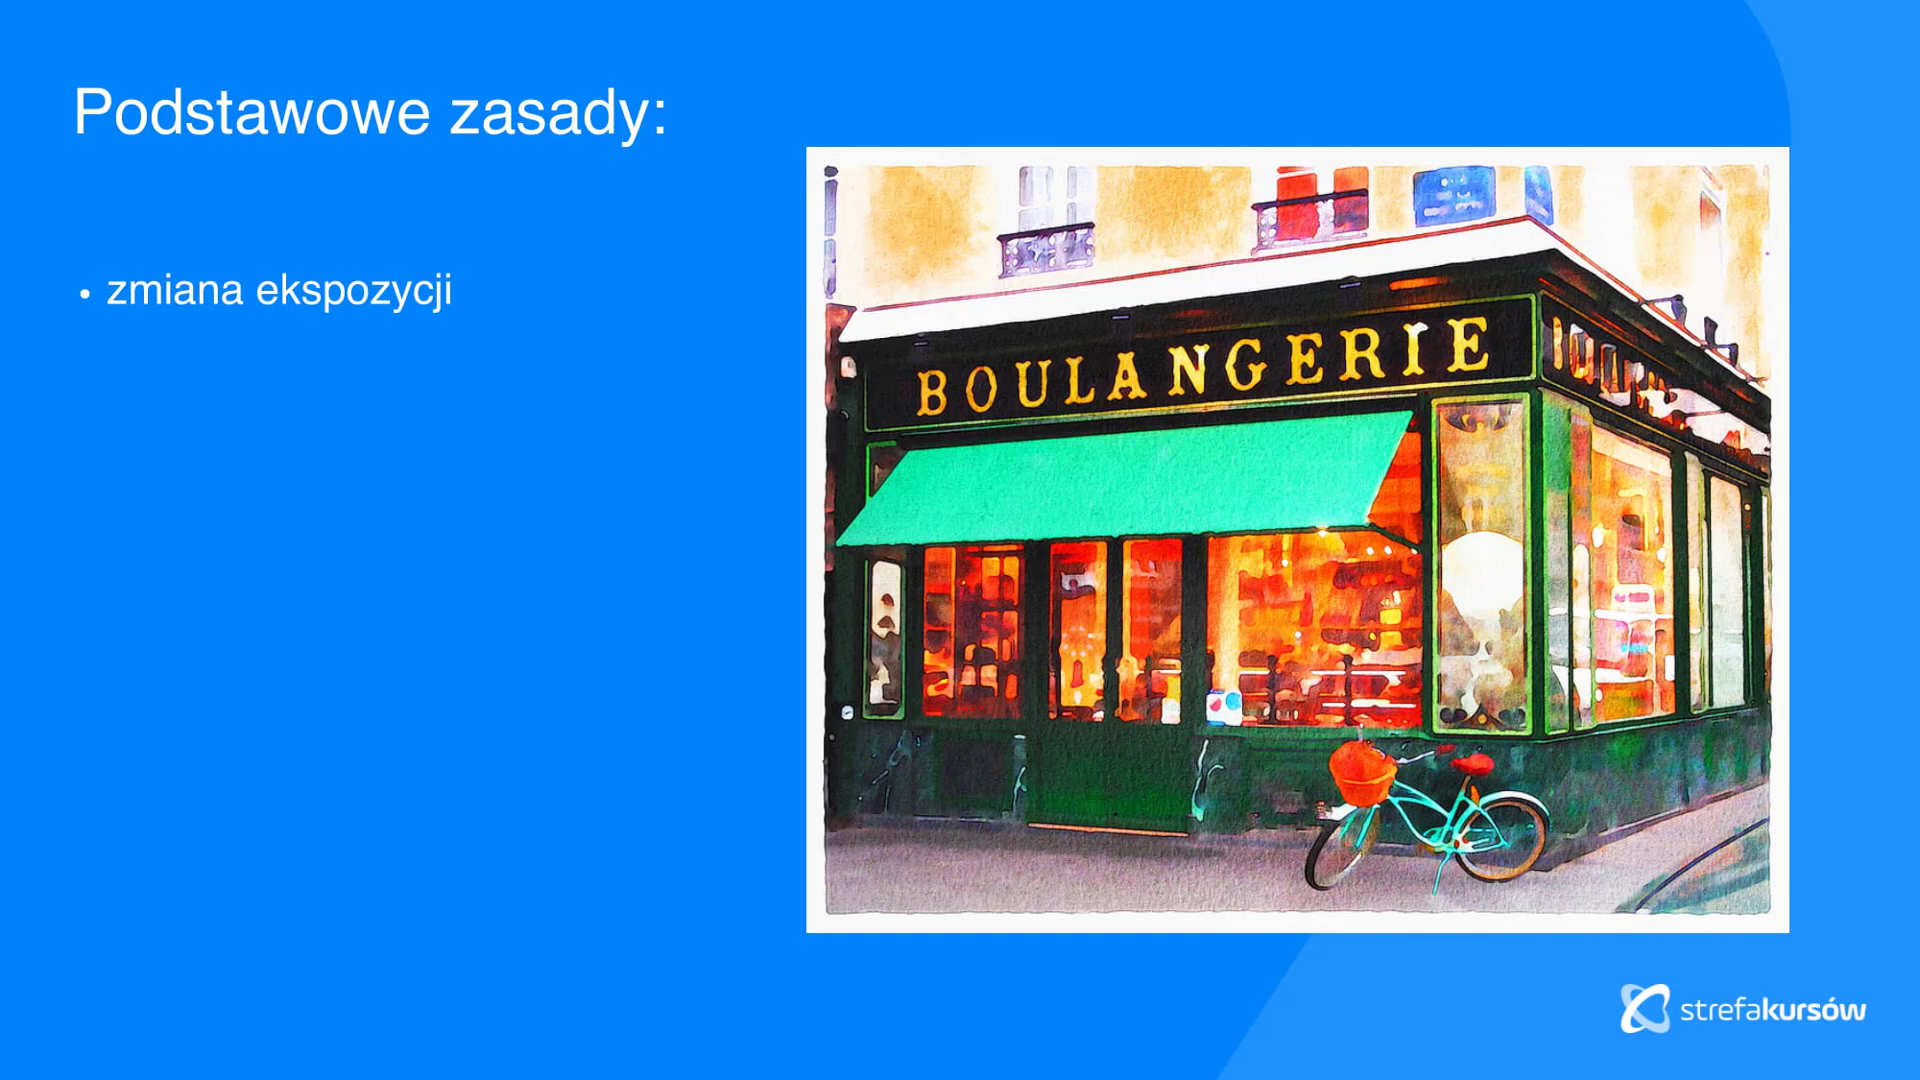 Podstawowe zasady:
• zmiana ekspozycji
BOULANGERIE
strefakursów